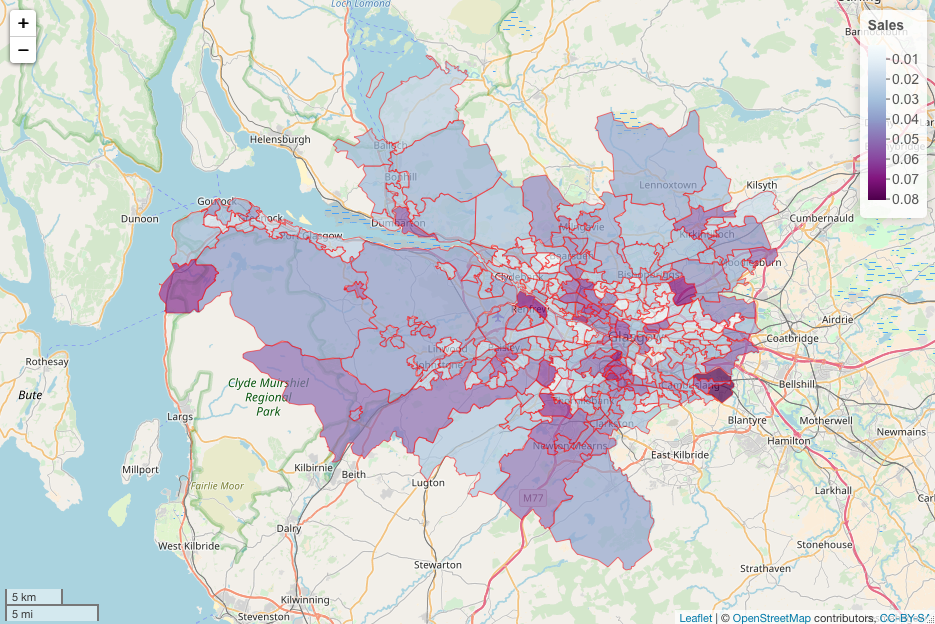 +
−
Loch Lomond
Sales
0.01
0.02
0.03
0.04
0.05
0.06
0.07
0.08
Helensburgh
Balloch
Bonhill
Lennoxtown
Kilsyth
Gourock
Dunoon
Dumbarton
Port Glasgow
Milngavie
Kirkintilloch
Cumbernauld
Bearsden
Clydebank
Bishopbriggs
Moodiesburn
Renfrew
Airdrie
Glasgow
Coatbridge
Rothesay
Linwood
Paisley
Johnstone
Bute
Clyde Muirshiel
Regional
Park
Cambuslang
Bellshill
Largs
Thornliebank
Clarkston
Blantyre
Motherwell
Newmains
Newton Mearns
Hamilton
East Kilbride
Millport
Kilbirnie
Beith
Lugton
Fairlie Moor
M77
Larkhall
Dalry
West Kilbride
Stonehouse
Stewarton
Strathaven
5 km
5 mi
Kilwinning
Stevenston
Leaflet | © OpenStreetMap contributors, CC-BY-SA